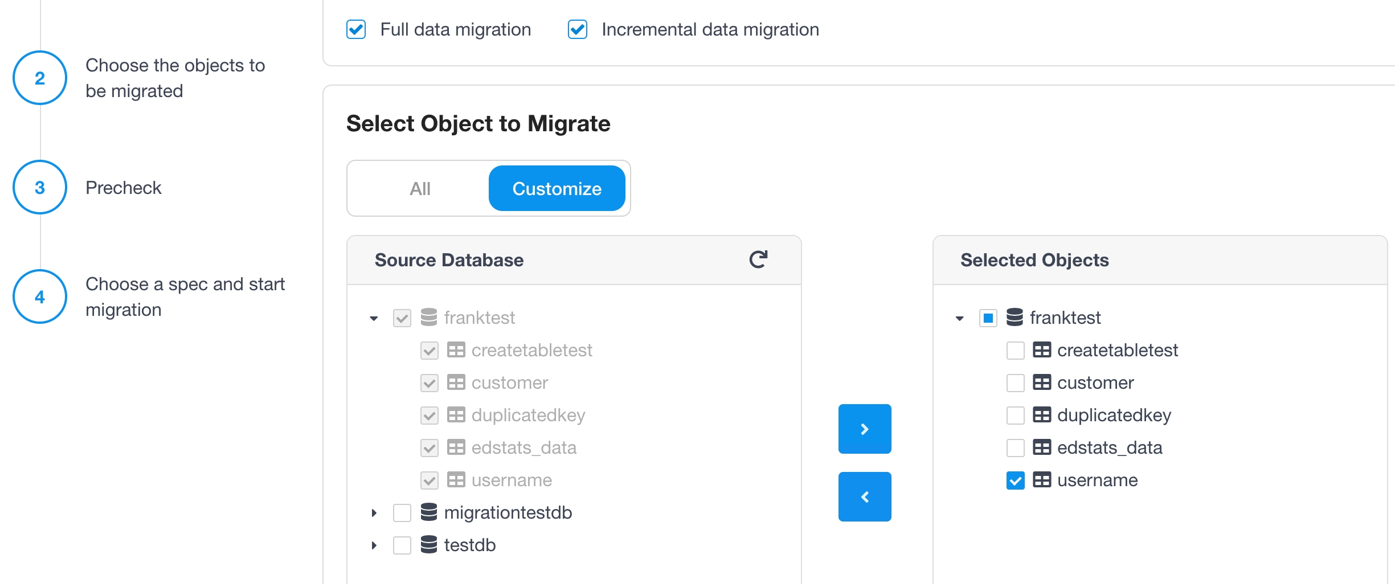 Full data migration
Incremental data migration
2
Choose the objects to
be migrated
3
Precheck
4
Choose a spec and start
migration
Select Object to Migrate
All
Customize
Source Database
franktest
createtabletest
customer
duplicatedkey
edstats_data
username
migrationtestdb
testdb
Selected Objects
franktest
createtabletest
customer
duplicatedkey
edstats_data
username